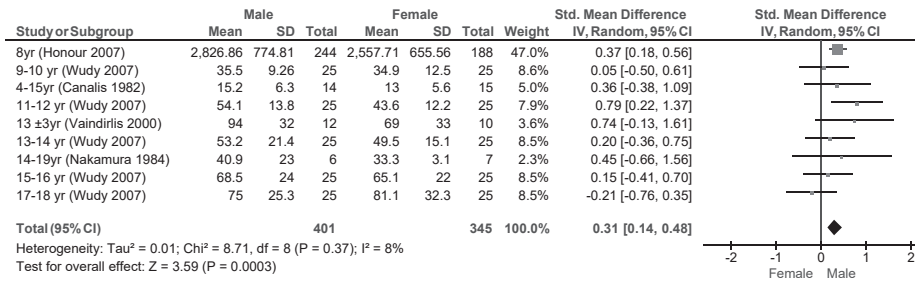 Male Female Std. Mean Difference Std. Mean Difference
Study or Subgroup Mean SD Total Mean SD Total Weight IV, Random, 95% CI IV, Random, 95% CI
8yr (Honour 2007) 2,826.86 774.81 244 2,557.71 655.56 188 47.0% 0.37 [0.18, 0.56]
9-10 yr (Wudy 2007) 35.5 9.26 25 34.9 12.5 25 8.6% 0.05 [-0.50, 0.61]
4-15yr (Canalis 1982) 15.2 6.3 14 13 5.6 15 5.0% 0.36 [-0.38, 1.09]
11-12 yr (Wudy 2007) 54.1 13.8 25 43.6 12.2 25 7.9% 0.79 [0.22, 1.37]
13 ±3yr (Vaindirlis 2000) 94 32 12 69 33 10 3.6% 0.74 [-0.13, 1.61]
13-14 yr (Wudy 2007) 53.2 21.4 25 49.5 15.1 25 8.5% 0.20 [-0.36, 0.75]
14-19yr (Nakamura 1984) 40.9 23 6 33.3 3.1 7 2.3% 0.45 [-0.66, 1.56]
15-16 yr (Wudy 2007) 68.5 24 25 65.1 22 25 8.5% 0.15 [-0.41, 0.70]
17-18 yr (Wudy 2007) 75 25.3 25 81.1 32.3 25 8.5% -0.21 [-0.76, 0.35]
Total (95% CI) 401 345 100.0% 0.31 [0.14, 0.48]
Heterogeneity: Tau² = 0.01; Chi² = 8.71, df = 8 (P = 0.37); I² = 8%
Test for overall effect: Z = 3.59 (P = 0.0003)
-2 -1 0 1 2
Female Male